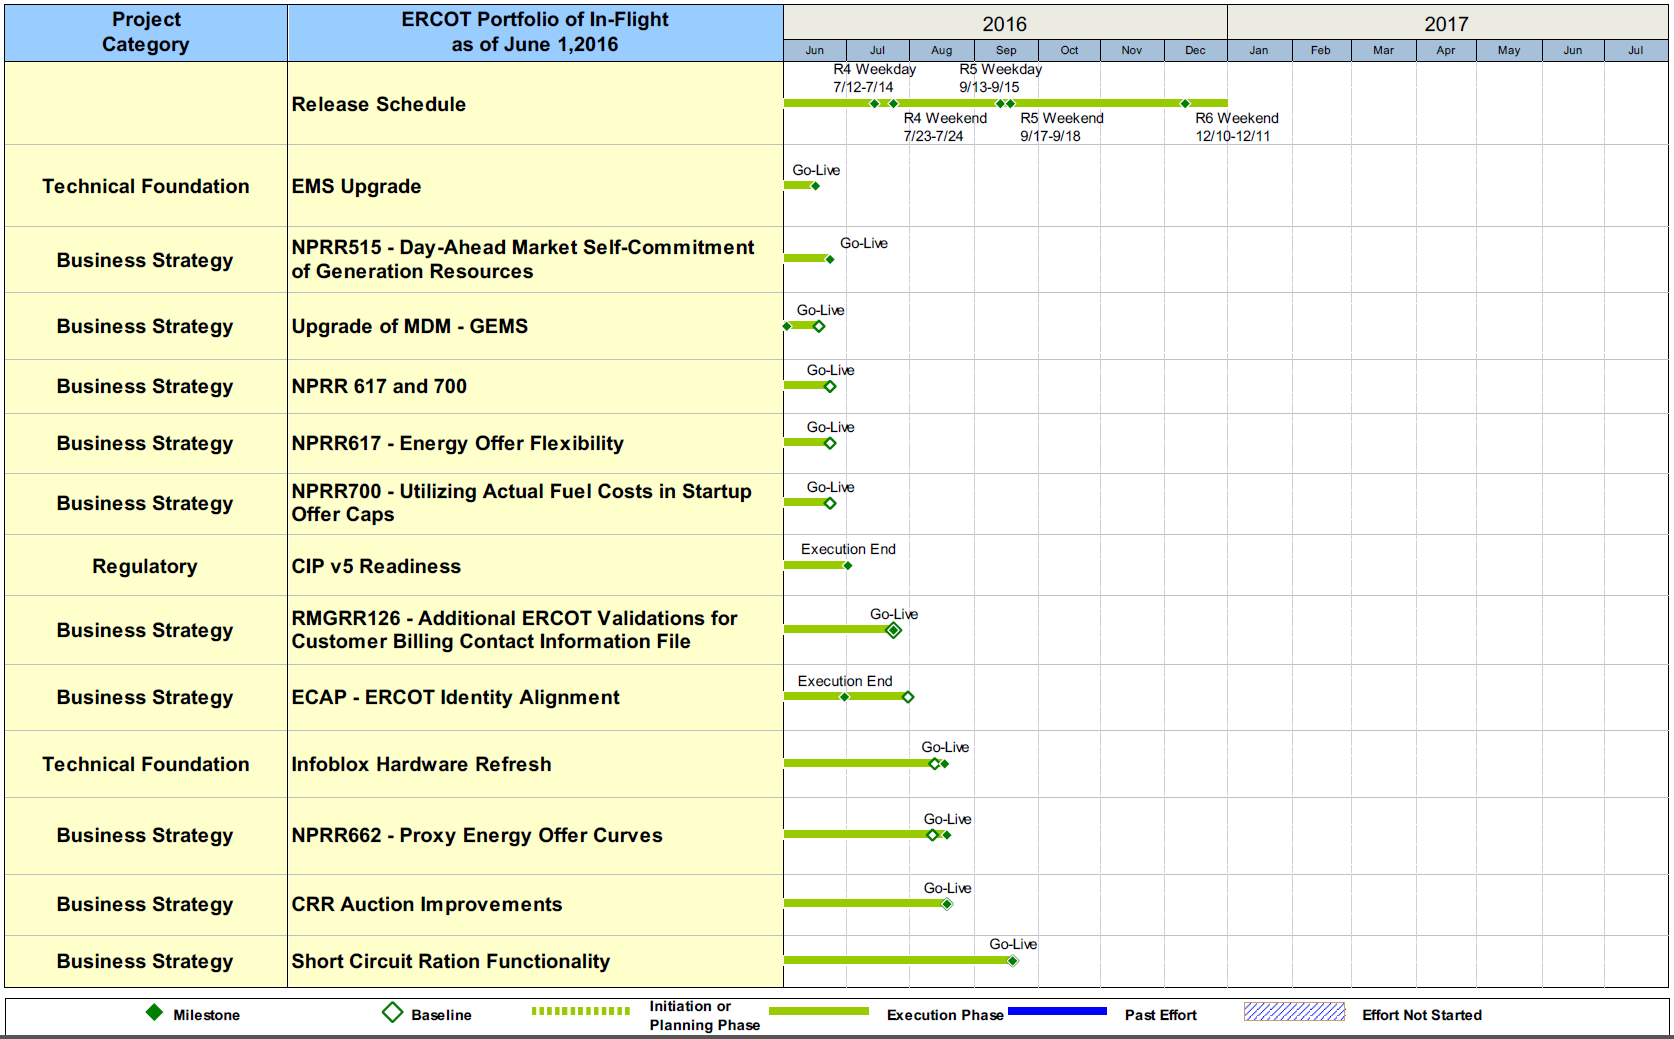 Project
Category
ERCOT Portfolio of In-Flight
as of June 1,2016
2016
2017
Jun
Jul
Aug
Sep
Oct
Nov
Dec
Jan
Feb
Mar
Apr
May
Jun
Jul
Release Schedule
R4 Weekday
7/12-7/14
R5 Weekday
9/13-9/15
R4 Weekend
7/23-7/24
R5 Weekend
9/17-9/18
R6 Weekend
12/10-12/11
Technical Foundation
EMS Upgrade
Go-Live
Business Strategy
NPRR515 - Day-Ahead Market Self-Commitment
of Generation Resources
Go-Live
Business Strategy
Upgrade of MDM - GEMS
Go-Live
Business Strategy
NPRR 617 and 700
Go-Live
Business Strategy
NPRR617 - Energy Offer Flexibility
Go-Live
Business Strategy
NPRR700 - Utilizing Actual Fuel Costs in Startup
Offer Caps
Go-Live
Regulatory
CIP v5 Readiness
Execution End
Business Strategy
RMGRR126 - Additional ERCOT Validations for
Customer Billing Contact Information File
Go-Live
Business Strategy
ECAP - ERCOT Identity Alignment
Execution End
Technical Foundation
Infoblox Hardware Refresh
Go-Live
Business Strategy
NPRR662 - Proxy Energy Offer Curves
Go-Live
Business Strategy
CRR Auction Improvements
Go-Live
Business Strategy
Short Circuit Ration Functionality
Go-Live
Milestone
Baseline
Initiation or
Planning Phase
Execution Phase
Past Effort
Effort Not Started